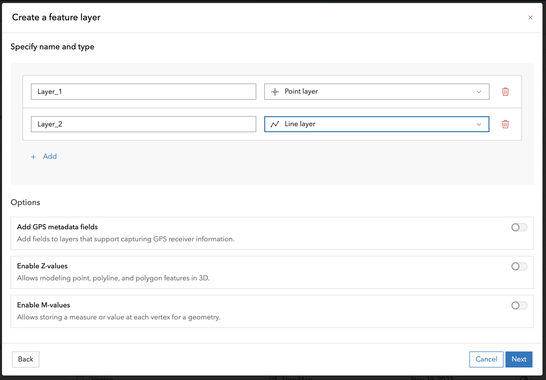 Create a feature layer
Specify name and type
Layer_1
Point layer
Layer_2
Line layer
+ Add
Options
Add GPS metadata fields
Add fields to layers that support capturing GPS receiver information.
Enable Z-values
Allows modeling point, polyline, and polygon features in 3D.
Enable M-values
Allows storing a measure or value at each vertex for a geometry.
Back
Cancel
Next